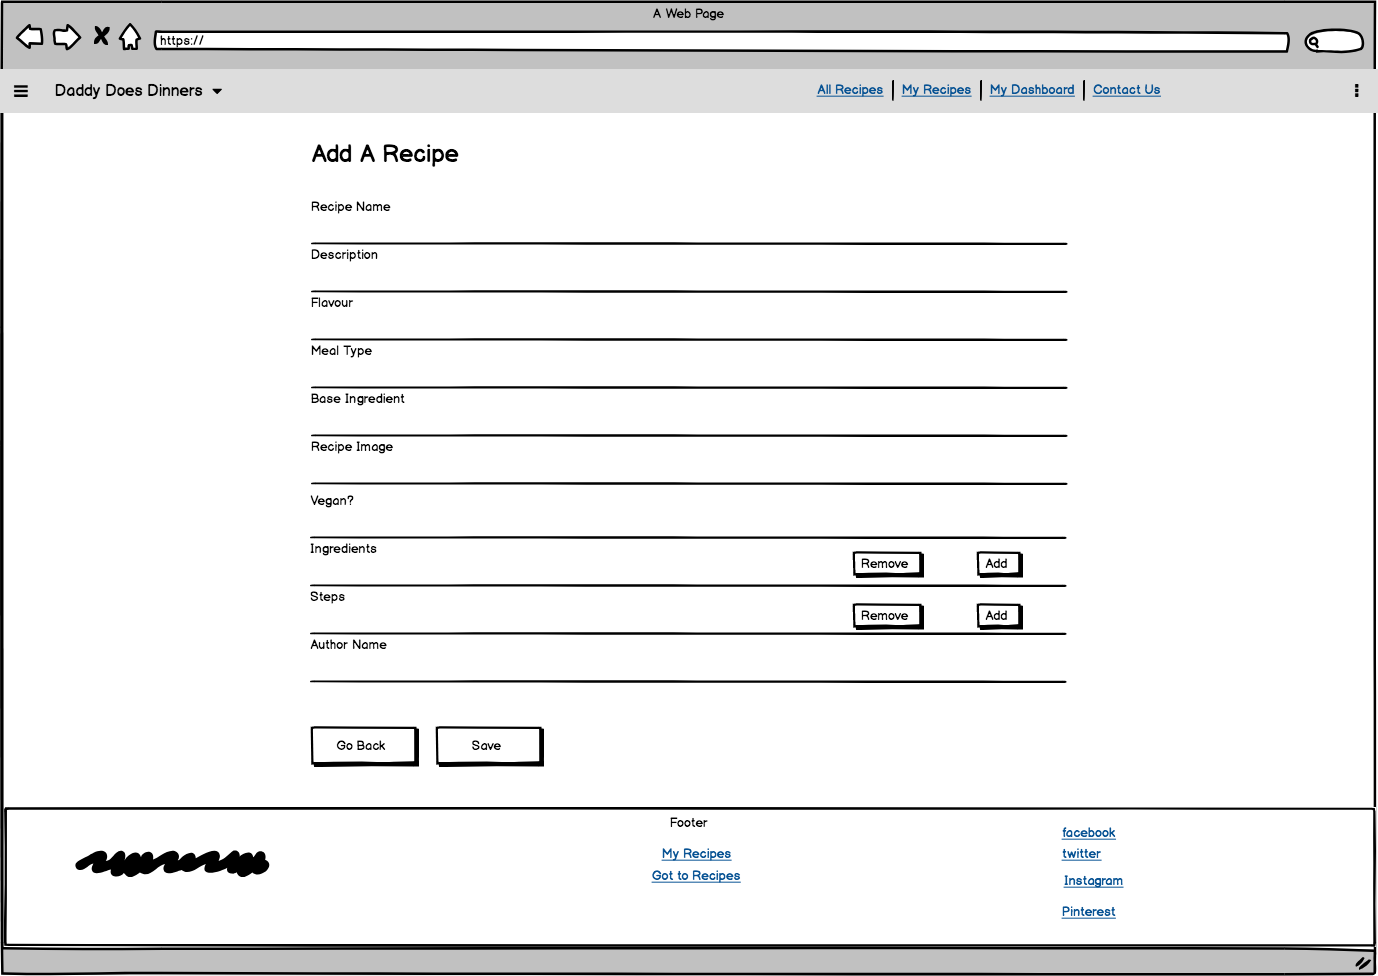 A Web Page
https://
Daddy Does Dinners
All Recipes My Recipes My Dashboard Contact Us
Add A Recipe
Recipe Name
Description
Flavour
Meal Type
Base Ingredient
Recipe Image
Vegan?
Ingredients Remove Add
Steps Remove Add
Author Name
Go Back Save
Footer
My Recipes
Got to Recipes
facebook
twitter
Instagram
Pinterest